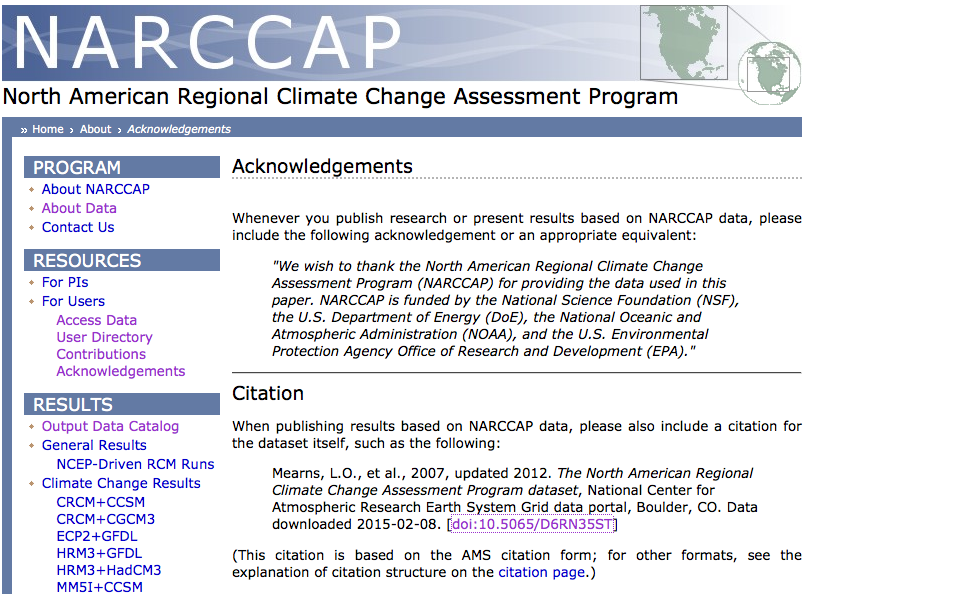 NARCCAP
North American Regional Climate Change Assessment Program
» Home › About › Acknowledgements
PROGRAM
About NARCCAP
About Data
Contact Us
RESOURCES
For PIs
For Users
Access Data
User Directory
Contributions
Acknowledgements
RESULTS
Output Data Catalog
General Results
NCEP-Driven RCM Runs
Climate Change Results
CRCM+CCSM
CRCM+CGCM3
ECP2+GFDL
HRM3+GFDL
HRM3+HadCM3
MM5I+CCSM
Acknowledgements
Whenever you publish research or present results based on NARCCAP data, please
include the following acknowledgement or an appropriate equivalent:
"We wish to thank the North American Regional Climate Change
Assessment Program (NARCCAP) for providing the data used in this
paper. NARCCAP is funded by the National Science Foundation (NSF),
the U.S. Department of Energy (DoE), the National Oceanic and
Atmospheric Administration (NOAA), and the U.S. Environmental
Protection Agency Office of Research and Development (EPA)."
Citation
When publishing results based on NARCCAP data, please also include a citation for
the dataset itself, such as the following:
Mearns, L.O., et al., 2007, updated 2012. The North American Regional
Climate Change Assessment Program dataset, National Center for
Atmospheric Research Earth System Grid data portal, Boulder, CO. Data
downloaded 2015-02-08. [doi:10.5065/D6RN35ST]
(This citation is based on the AMS citation form; for other formats, see the
explanation of citation structure on the citation page.)